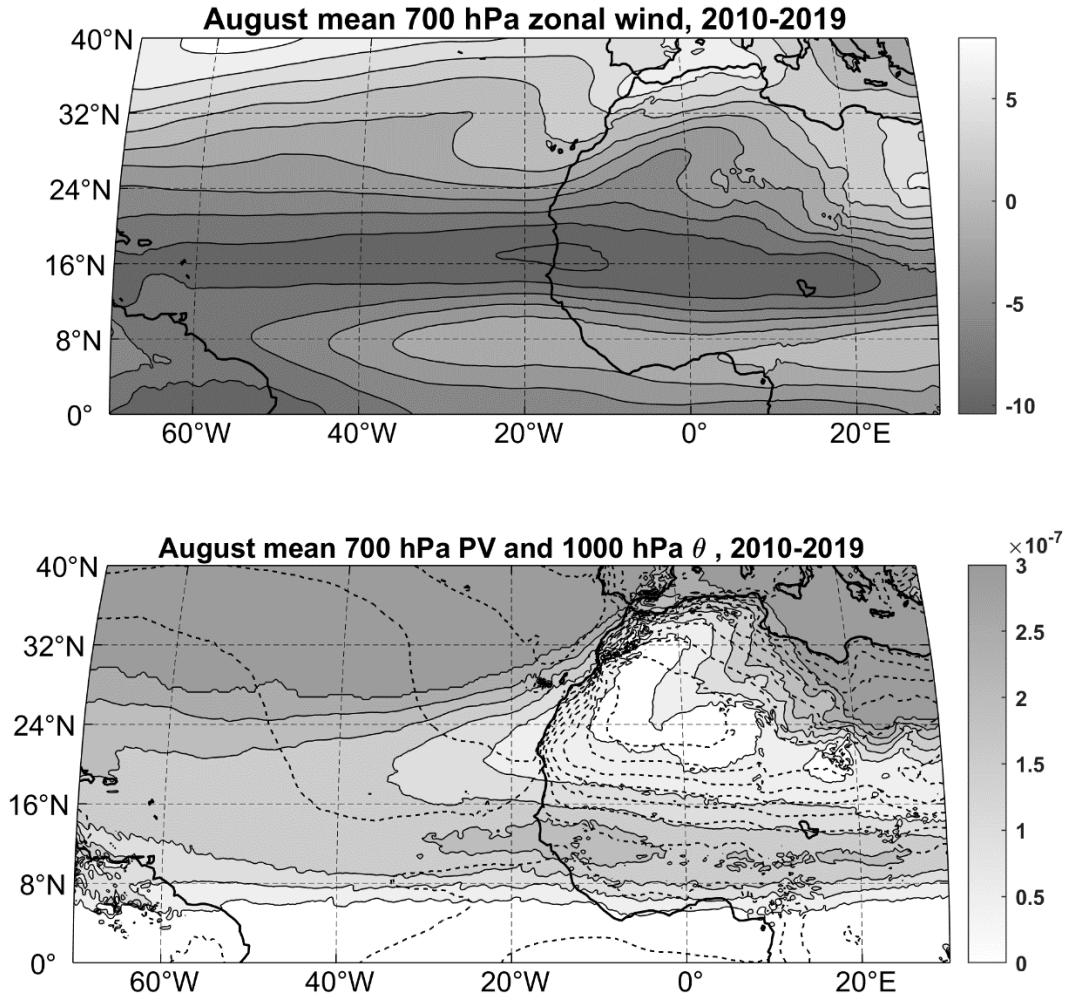 August mean 700 hPa zonal wind, 2010-2019
40°N
32°N
24°N
16°N
8°N
0°
60°W 40°W 20°W 0° 20°E
5
0
-5
-10
August mean 700 hPa PV and 1000 hPa θ , 2010-2019
×10-7
40°N
32°N
24°N
16°N
8°N
0°
60°W 40°W 20°W 0° 20°E
3
2.5
2
1.5
1
0.5
0